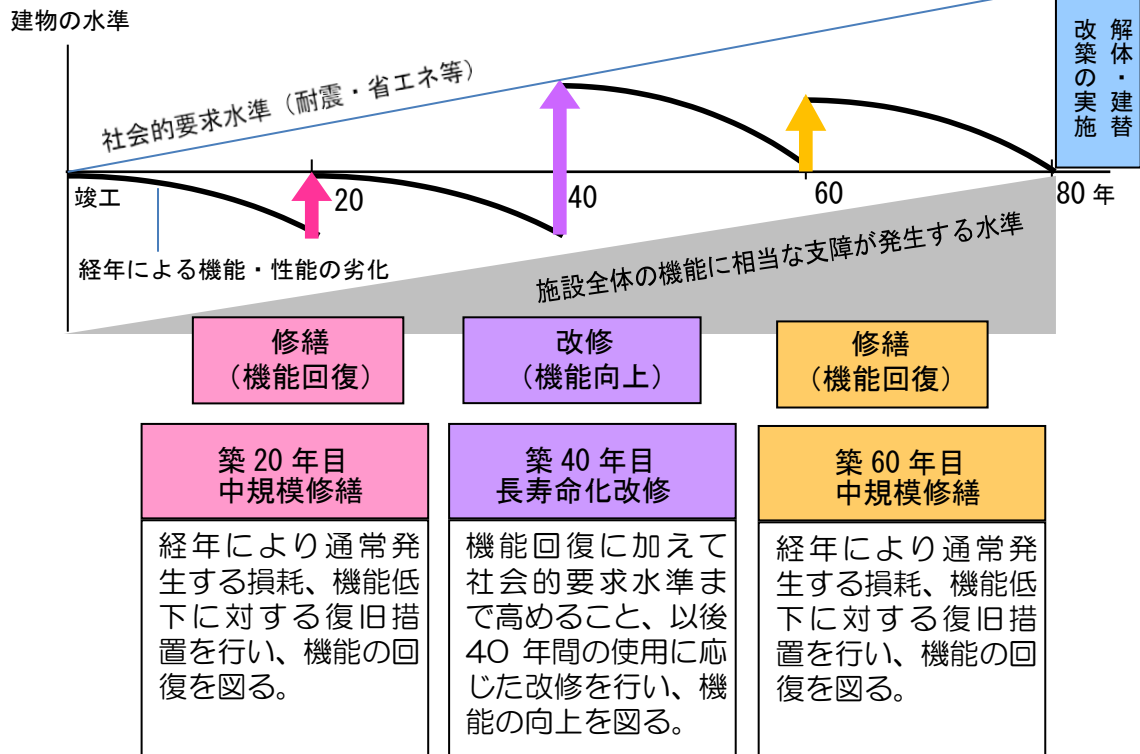 建物の水準
社会的要求水準（耐震・省エネ等）
解体・建替
改築の実施
竣工
20
40
60
80 年
経年による機能・性能の劣化
施設全体の機能に相当な支障が発生する水準
修繕
（機能回復）
改修
（機能向上）
修繕
（機能回復）
築 20 年目
中規模修繕
経年により通常発
生する損耗、機能低
下に対する復旧措
置を行い、機能の回
復を図る。
築 40 年目
長寿命化改修
機能回復に加えて
社会的要求水準ま
で高めること、以後
40 年間の使用に応
じた改修を行い、機
能の向上を図る。
築 60 年目
中規模修繕
経年により通常発
生する損耗、機能低
下に対する復旧措
置を行い、機能の回
復を図る。